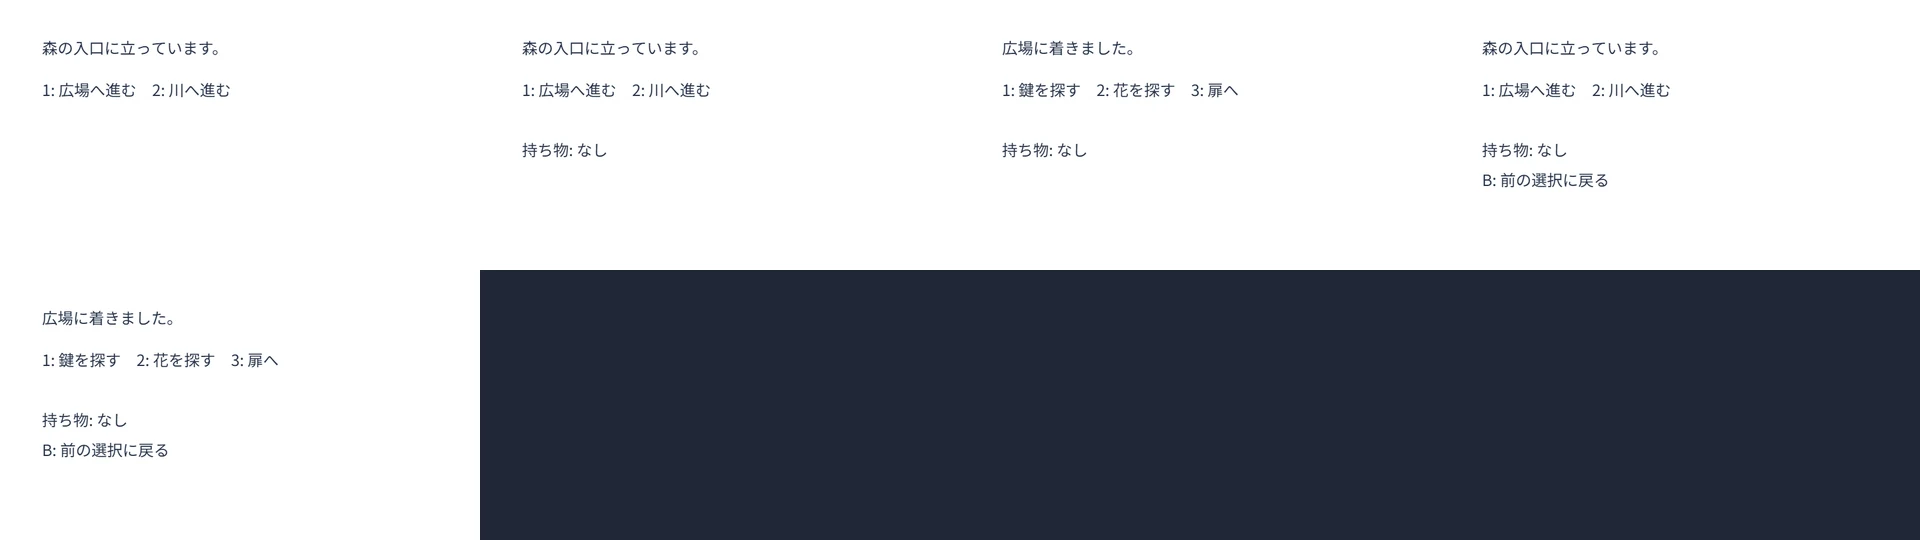 森の入口に立っています。
1: 広場へ進む　2: 川へ進む
森の入口に立っています。
1: 広場へ進む　2: 川へ進む
持ち物: なし
広場に着きました。
1: 鍵を探す　2: 花を探す　3: 扉へ
持ち物: なし
森の入口に立っています。
1: 広場へ進む　2: 川へ進む
持ち物: なし
B: 前の選択に戻る
広場に着きました。
1: 鍵を探す　2: 花を探す　3: 扉へ
持ち物: なし
B: 前の選択に戻る